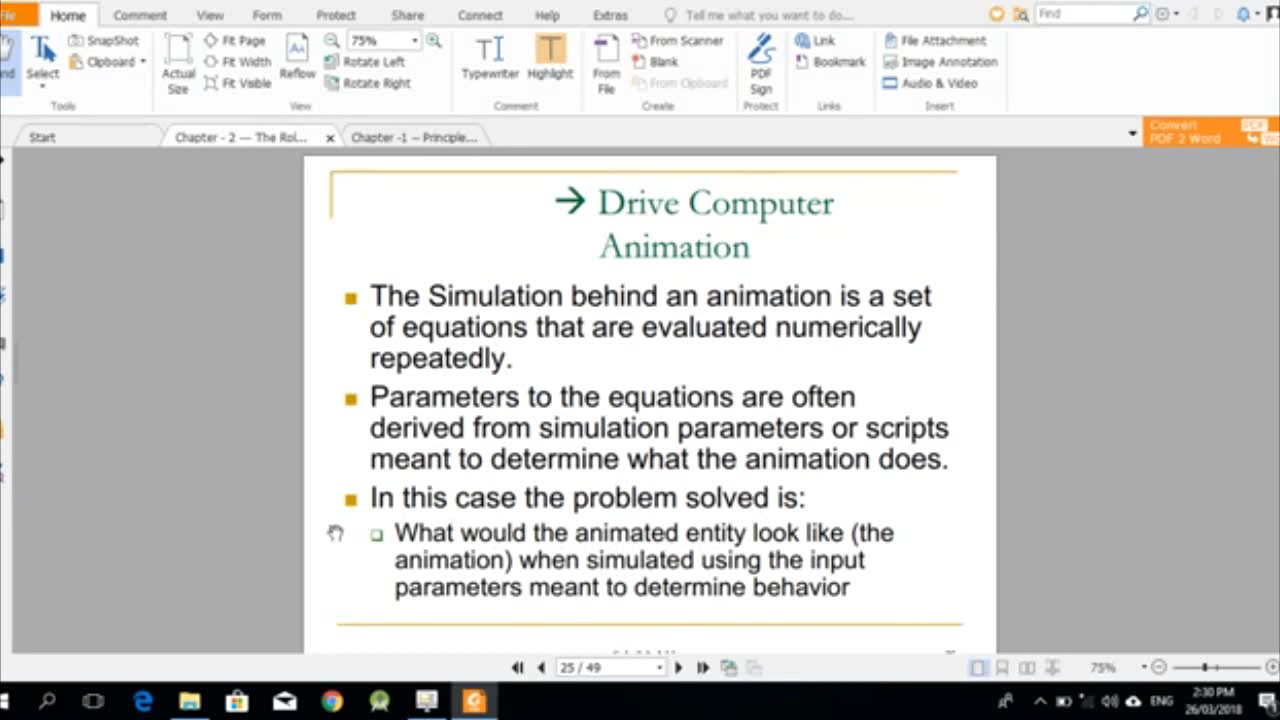 File Home Comment View Form Protect Share Connect Help Extras Tell me what you want to do... Find
SnapShot Fit Page 75% From Scanner Link File Attachment
Select Clipboard Actual Size Fit Width Reflow Rotate Left Typewriter Highlight From File Blank PDF Sign Bookmark Image Annotation
Fit Visible Rotate Right From Clipboard Audio & Video
Tools View Comment Create Protect Links Insert
Start Chapter - 2 --- The Rol... Chapter -1 -- Principle... Convert
PDF 2 Word
→ Drive Computer
Animation
The Simulation behind an animation is a set
of equations that are evaluated numerically
repeatedly.
Parameters to the equations are often
derived from simulation parameters or scripts
meant to determine what the animation does.
In this case the problem solved is:
What would the animated entity look like (the
animation) when simulated using the input
parameters meant to determine behavior
25 / 49 75%
ENG 2:30 PM
26/03/2018